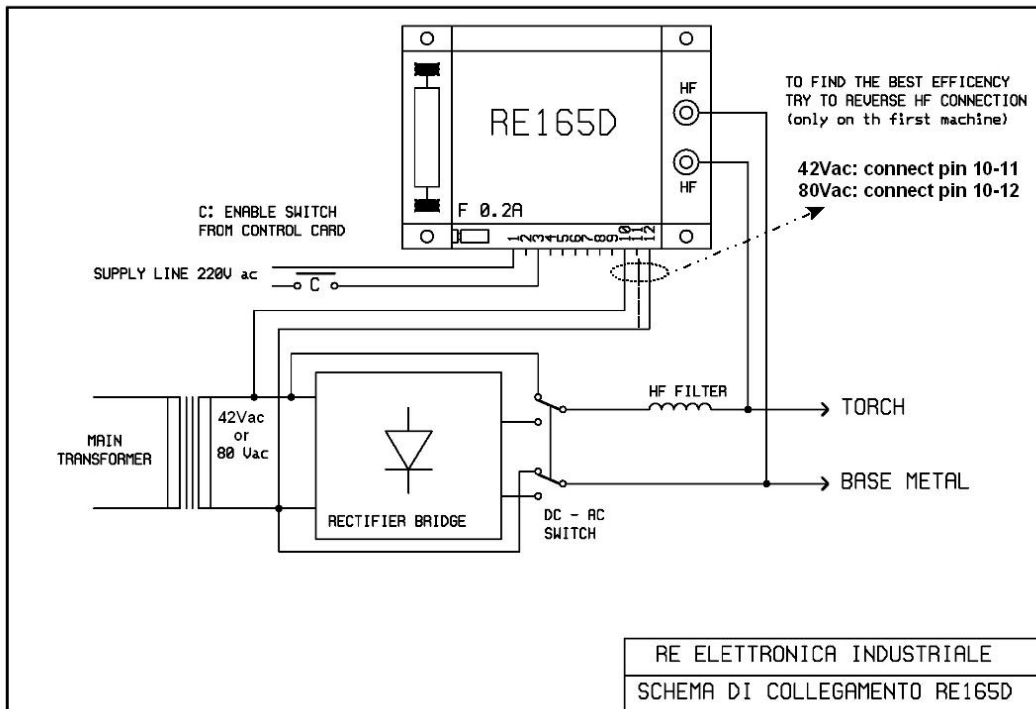 RE165D
HF
HF
F 0.2A
1 2 3 4 5 6 7 8 9 10 11 12
TO FIND THE BEST EFFICENCY
TRY TO REVERSE HF CONNECTION
(only on th first machine)
42Vac: connect pin 10-11
80Vac: connect pin 10-12
C: ENABLE SWITCH
FROM CONTROL CARD
SUPPLY LINE 220V ac
C
MAIN
TRANSFORMER
42Vac
or
80 Vac
RECTIFIER BRIDGE
DC - AC
SWITCH
HF FILTER
TORCH
BASE METAL
RE ELETTRONICA INDUSTRIALE
SCHEMA DI COLLEGAMENTO RE165D